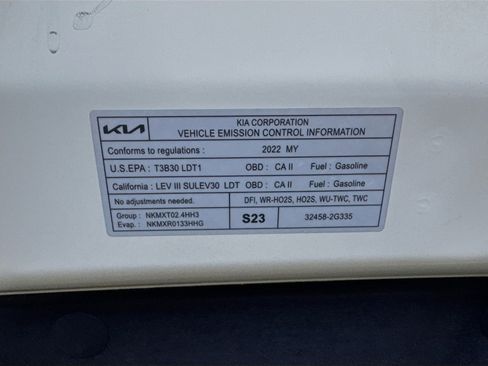 KIA
KIA CORPORATION
VEHICLE EMISSION CONTROL INFORMATION
Conforms to regulations : 2022 MY
U.S.EPA : T3B30 LDT1 OBD : CA II Fuel : Gasoline
California : LEV III SULEV30 LDT OBD : CA II Fuel : Gasoline
No adjustments needed. DFI, WR-HO2S, HO2S, WU-TWC, TWC
Group : NKMXT02.4HH3
Evap. : NKMXR0133HHG
S23 32458-2G335